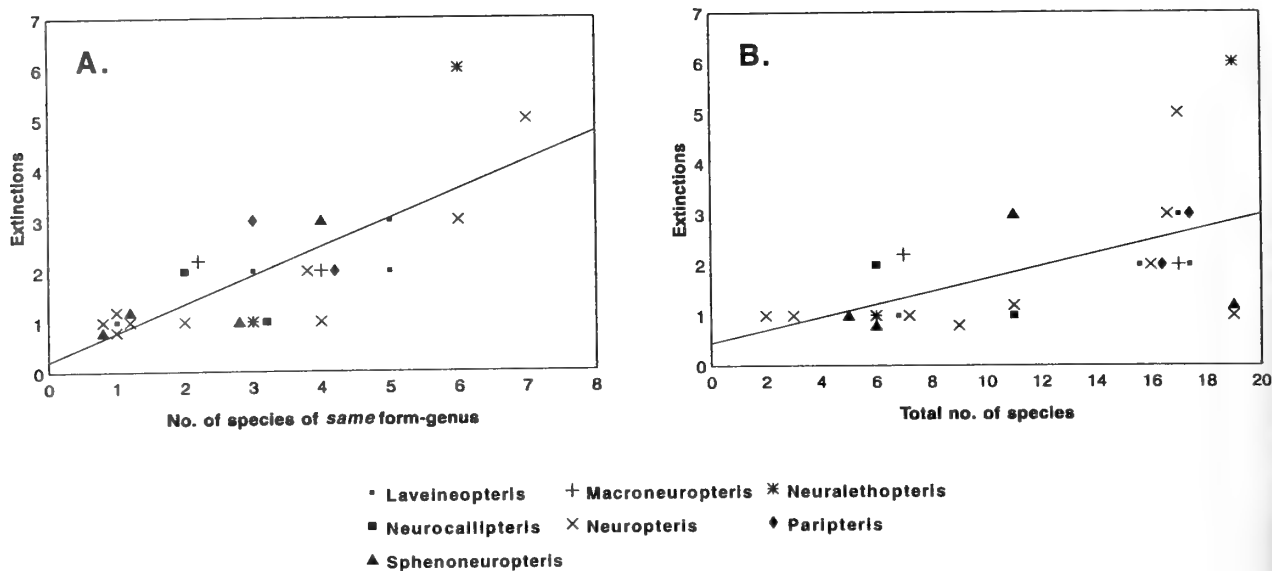 A.
7
6
5
4
3
2
1
0
Extinctions
0 1 2 3 4 5 6 7 8
No. of species of same form-genus
B.
7
6
5
4
3
2
1
0
Extinctions
0 2 4 6 8 10 12 14 16 18 20
Total no. of species
Laveineopteris Macroneuropteris Neuralethopteris
Neurocallipteris Neuropteris Paripteris
Sphenoneuropteris